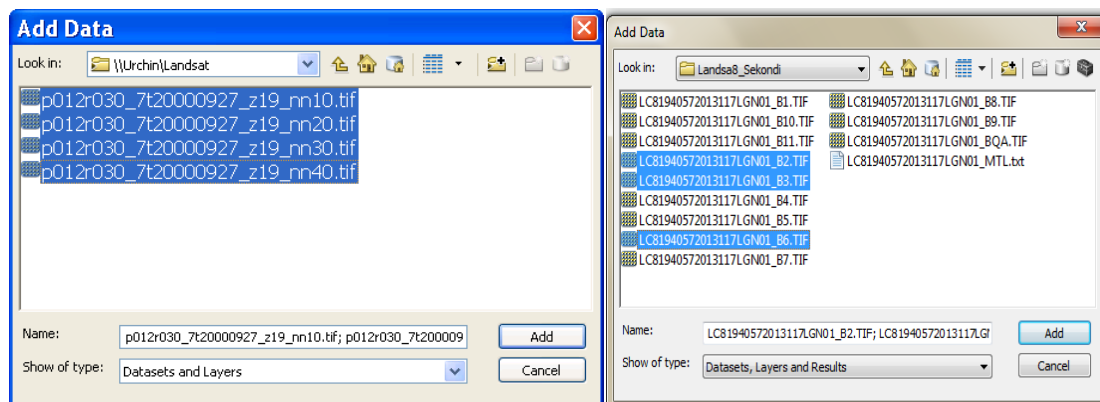 Add Data
Look in: \\Urchin\Landsat
p012r030_7t20000927_z19_nn10.tif
p012r030_7t20000927_z19_nn20.tif
p012r030_7t20000927_z19_nn30.tif
p012r030_7t20000927_z19_nn40.tif
Name: p012r030_7t20000927_z19_nn10.tif; p012r030_7t200009 Add
Show of type: Datasets and Layers Cancel
Add Data
Look in: Landsa8_Sekondi
LC81940572013117LGN01_B1.TIF
LC81940572013117LGN01_B10.TIF
LC81940572013117LGN01_B11.TIF
LC81940572013117LGN01_B2.TIF
LC81940572013117LGN01_B3.TIF
LC81940572013117LGN01_B4.TIF
LC81940572013117LGN01_B5.TIF
LC81940572013117LGN01_B6.TIF
LC81940572013117LGN01_B7.TIF
LC81940572013117LGN01_B8.TIF
LC81940572013117LGN01_B9.TIF
LC81940572013117LGN01_BQA.TIF
LC81940572013117LGN01_MTL.txt
Name: LC81940572013117LGN01_B2.TIF; LC81940572013117LGI Add
Show of type: Datasets, Layers and Results Cancel